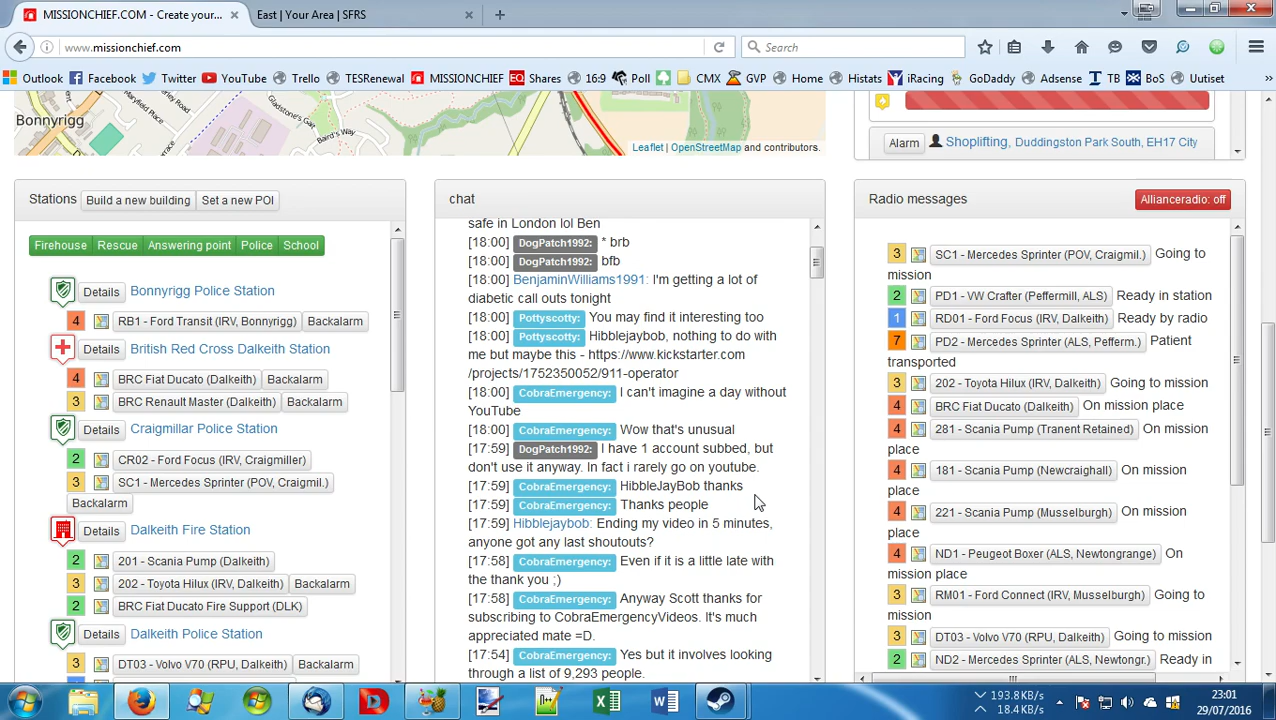 MISSIONCHIEF.COM - Create your...
East | Your Area | SFRS
www.missionchief.com
Search
Outlook Facebook Twitter YouTube Trello TESRenewal MISSIONCHIEF Shares 16:9 Poll CMX GVP Home Histats iRacing GoDaddy Adsense TB BoS Uutiset
Bonnyrigg
Leaflet | OpenStreetMap and contributors.
Alarm Shoplifting, Duddingston Park South, EH17 City
Stations Build a new building Set a new POI
Firehouse Rescue Answering point Police School
Details Bonnyrigg Police Station
4 RB1 - Ford Transit (IRV, Bonnyrigg) Backalarm
Details British Red Cross Dalkeith Station
4 BRC Fiat Ducato (Dalkeith) Backalarm
3 BRC Renault Master (Dalkeith) Backalarm
Details Craigmillar Police Station
2 CR02 - Ford Focus (IRV, Craigmiller)
3 SC1 - Mercedes Sprinter (POV, Craigmil.)
Backalarm
Details Dalkeith Fire Station
2 201 - Scania Pump (Dalkeith)
3 202 - Toyota Hilux (IRV, Dalkeith) Backalarm
2 BRC Fiat Ducato Fire Support (DLK)
Details Dalkeith Police Station
3 DT03 - Volvo V70 (RPU, Dalkeith) Backalarm
chat
safe in London lol Ben
[18:00] DogPatch1992: * brb
[18:00] DogPatch1992: bfb
[18:00] BenjaminWilliams1991: I'm getting a lot of
diabetic call outs tonight
[18:00] Pottyscotty: You may find it interesting too
[18:00] Pottyscotty: Hibblejaybob, nothing to do with
me but maybe this - https://www.kickstarter.com
/projects/1752350052/911-operator
[18:00] CobraEmergency: I can't imagine a day without
YouTube
[18:00] CobraEmergency: Wow that's unusual
[17:59] DogPatch1992: I have 1 account subbed, but
don't use it anyway. In fact i rarely go on youtube.
[17:59] CobraEmergency: HibbleJayBob thanks
[17:59] CobraEmergency: Thanks people
[17:59] Hibblejaybob: Ending my video in 5 minutes,
anyone got any last shoutouts?
[17:58] CobraEmergency: Even if it is a little late with
the thank you ;)
[17:58] CobraEmergency: Anyway Scott thanks for
subscribing to CobraEmergencyVideos. It's much
appreciated mate =D.
[17:54] CobraEmergency: Yes but it involves looking
through a list of 9,293 people.
Radio messages Allianceradio: off
3 SC1 - Mercedes Sprinter (POV, Craigmil.) Going to
mission
2 PD1 - VW Crafter (Peffermill, ALS) Ready in station
1 RD01 - Ford Focus (IRV, Dalkeith) Ready by radio
7 PD2 - Mercedes Sprinter (ALS, Pefferm.) Patient
transported
3 202 - Toyota Hilux (IRV, Dalkeith) Going to mission
4 BRC Fiat Ducato (Dalkeith) On mission place
4 281 - Scania Pump (Tranent Retained) On mission
place
4 181 - Scania Pump (Newcraighall) On mission
place
4 221 - Scania Pump (Musselburgh) On mission
place
4 ND1 - Peugeot Boxer (ALS, Newtongrange) On
mission place
3 RM01 - Ford Conneyt (IRV, Musselburgh) Going to
mission
3 DT03 - Volvo V70 (RPU, Dalkeith) Going to mission
2 ND2 - Mercedes Sprinter (ALS, Newtongr.) Ready in
193.8KB/s
18.4KB/s
23:01
29/07/2016